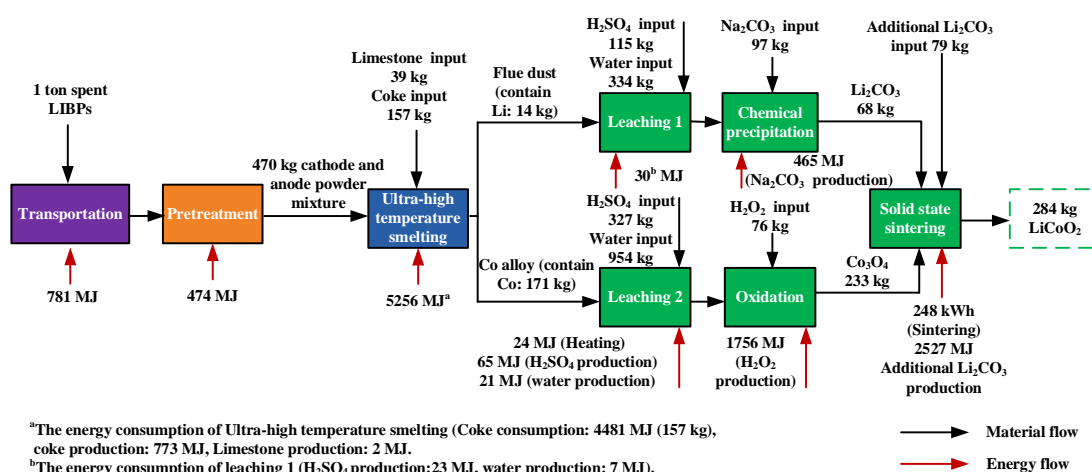 1 ton spent
LIBPs
Transportation
781 MJ
Pretreatment
474 MJ
470 kg cathode and
anode powder
mixture
Limestone input
39 kg
Coke input
157 kg
Ultra-high
temperature
smelting
5256 MJᵃ
Flue dust
(contain
Li: 14 kg)
H₂SO₄ input
115 kg
Water input
334 kg
Leaching 1
30ᵇ MJ
Na₂CO₃ input
97 kg
Chemical
precipitation
465 MJ
(Na₂CO₃ production)
Li₂CO₃
68 kg
Additional Li₂CO₃
input 79 kg
Co alloy (contain
Co: 171 kg)
H₂SO₄ input
327 kg
Water input
954 kg
Leaching 2
24 MJ (Heating)
65 MJ (H₂SO₄ production)
21 MJ (water production)
H₂O₂ input
76 kg
Oxidation
1756 MJ
(H₂O₂
production)
Co₃O₄
233 kg
Solid state
sintering
248 kWh
(Sintering)
2527 MJ
Additional Li₂CO₃
production
284 kg
LiCoO₂
ᵃThe energy consumption of Ultra-high temperature smelting (Coke consumption: 4481 MJ (157 kg),
coke production: 773 MJ, Limestone production: 2 MJ.
ᵇThe energy consumption of leaching 1 (H₂SO₄ production:23 MJ, water production: 7 MJ).
Material flow
Energy flow